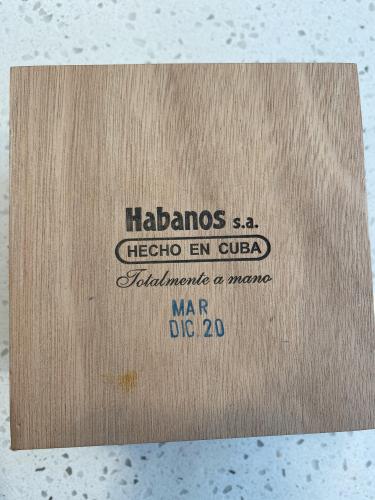 Habanos s.a.
HECHO EN CUBA
Totalmente a mano
MAR
DIC. 20